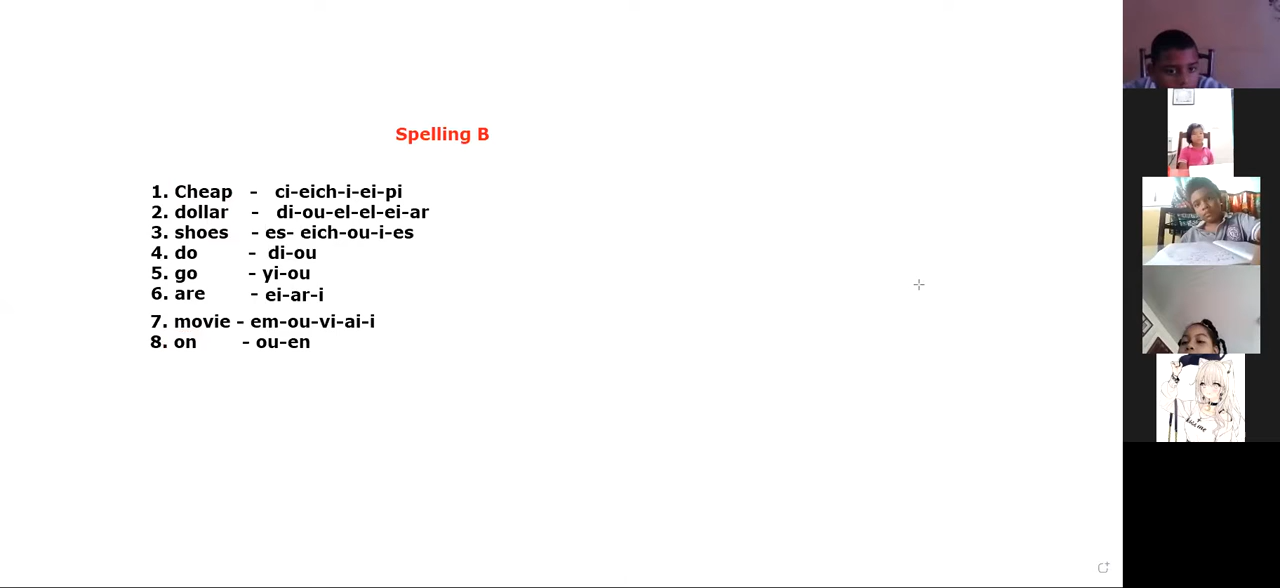 Spelling B
1. Cheap - ci-eich-i-ei-pi
2. dollar - di-ou-el-el-ei-ar
3. shoes - es- eich-ou-i-es
4. do - di-ou
5. go - yi-ou
6. are - ei-ar-i
7. movie - em-ou-vi-ai-i
8. on - ou-en
kiss me